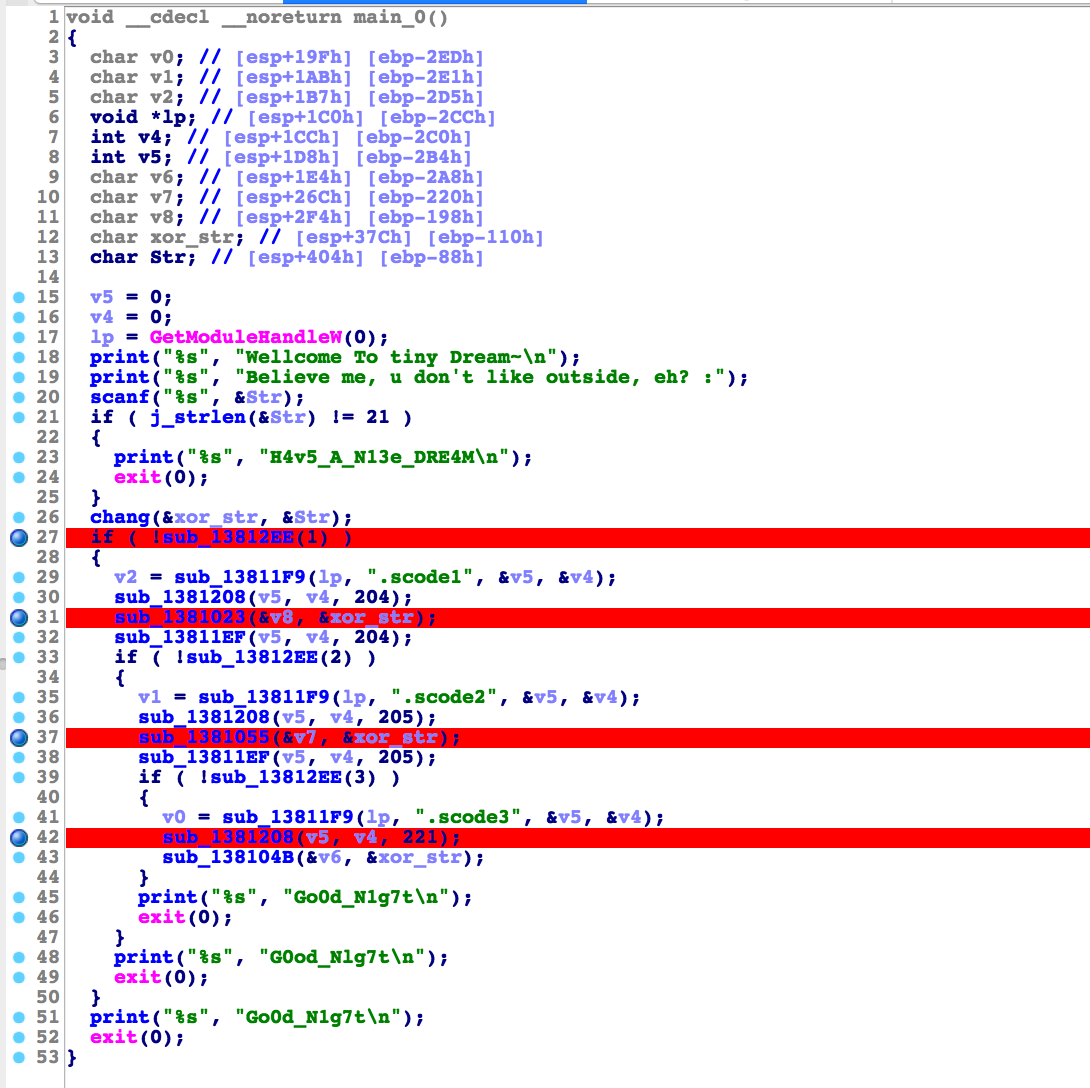 1 void __cdecl __noreturn main_0()
2 {
3 char v0; // [esp+19Fh] [ebp-2EDh]
4 char v1; // [esp+1ABh] [ebp-2E1h]
5 char v2; // [esp+1B7h] [ebp-2D5h]
6 void *lp; // [esp+1C0h] [ebp-2CCh]
7 int v4; // [esp+1CCh] [ebp-2C0h]
8 int v5; // [esp+1D8h] [ebp-2B4h]
9 char v6; // [esp+1E4h] [ebp-2A8h]
10 char v7; // [esp+26Ch] [ebp-220h]
11 char v8; // [esp+2F4h] [ebp-198h]
12 char xor_str; // [esp+37Ch] [ebp-110h]
13 char Str; // [esp+404h] [ebp-88h]
14
15 v5 = 0;
16 v4 = 0;
17 lp = GetModuleHandleW(0);
18 print("%s", "Wellcome To tiny Dream~\n");
19 print("%s", "Believe me, u don't like outside, eh? :");
20 scanf("%s", &Str);
21 if ( j_strlen(&Str) != 21 )
22 {
23 print("%s", "H4v5_A_N13e_DRE4M\n");
24 exit(0);
25 }
26 chang(&xor_str, &Str);
27 if ( !sub_13812EE(1) )
28 {
29 v2 = sub_13811F9(lp, ".scode1", &v5, &v4);
30 sub_1381208(v5, v4, 204);
31 sub_1381023(&v8, &xor_str);
32 sub_13811EF(v5, v4, 204);
33 if ( !sub_13812EE(2) )
34 {
35 v1 = sub_13811F9(lp, ".scode2", &v5, &v4);
36 sub_1381208(v5, v4, 205);
37 sub_1381055(&v7, &xor_str);
38 sub_13811EF(v5, v4, 205);
39 if ( !sub_13812EE(3) )
40 {
41 v0 = sub_13811F9(lp, ".scode3", &v5, &v4);
42 sub_1381208(v5, v4, 221);
43 sub_138104B(&v6, &xor_str);
44 }
45 print("%s", "Go0d_N1g7t\n");
46 exit(0);
47 }
48 print("%s", "G0od_Nlg7t\n");
49 exit(0);
50 }
51 print("%s", "Go0d_N1g7t\n");
52 exit(0);
53 }